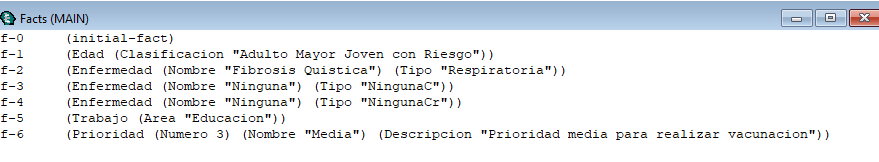 Facts (MAIN)
f-0 (initial-fact)
f-1 (Edad (Clasificacion "Adulto Mayor Joven con Riesgo"))
f-2 (Enfermedad (Nombre "Fibrosis Quistica") (Tipo "Respiratoria"))
f-3 (Enfermedad (Nombre "Ninguna") (Tipo "NingunaC"))
f-4 (Enfermedad (Nombre "Ninguna") (Tipo "NingunaCr"))
f-5 (Trabajo (Area "Educacion"))
f-6 (Prioridad (Numero 3) (Nombre "Media") (Descripcion "Prioridad media para realizar vacunacion"))